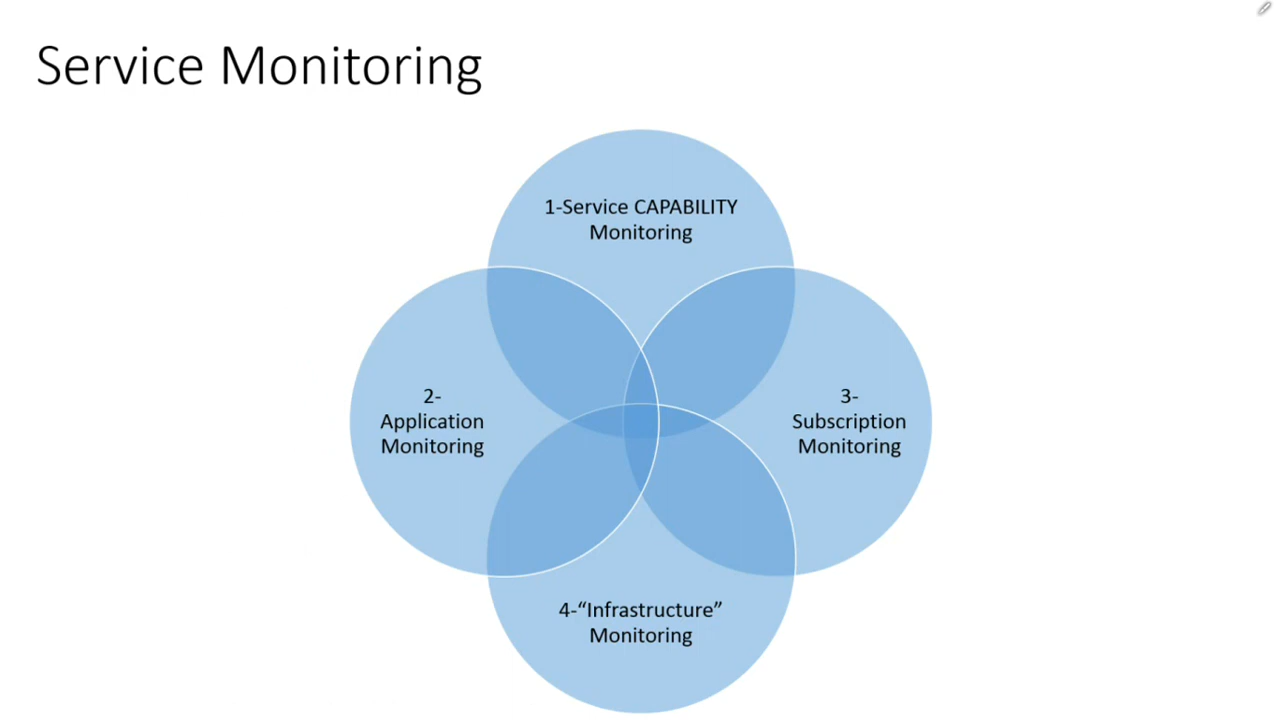 Service Monitoring
1-Service CAPABILITY
Monitoring
2-
Application
Monitoring
3-
Subscription
Monitoring
4-“Infrastructure”
Monitoring